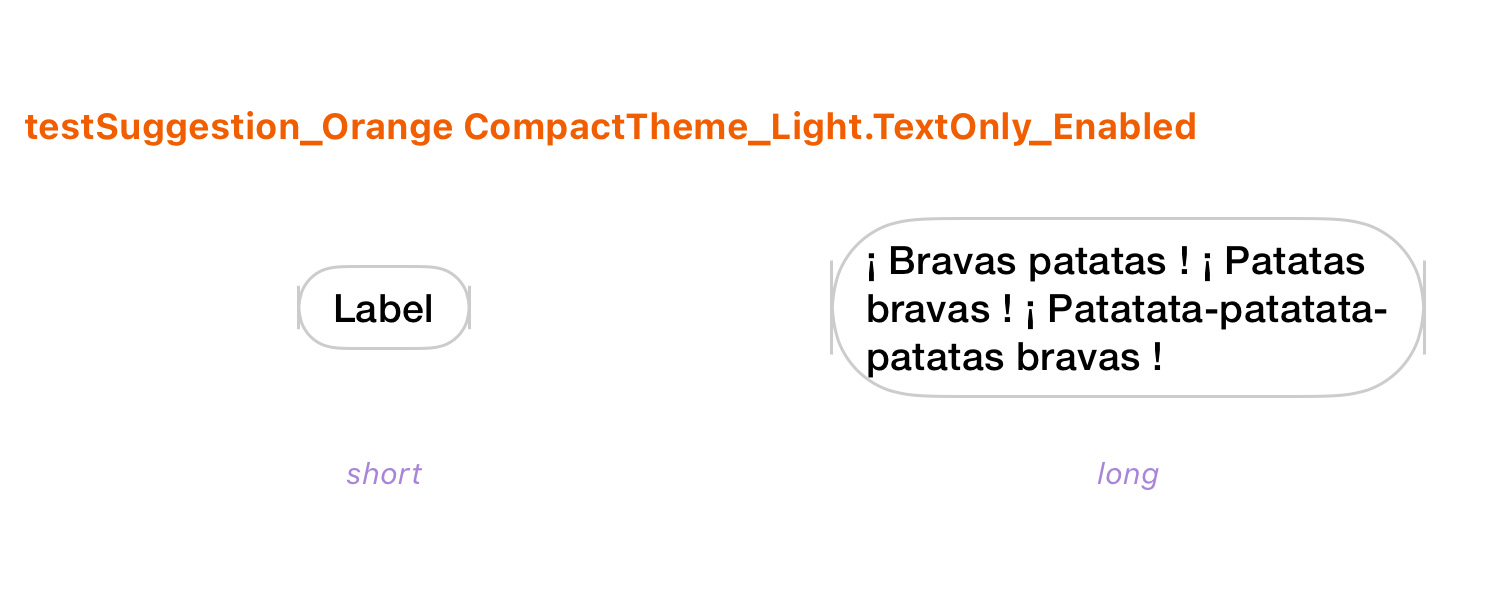 testSuggestion_Orange CompactTheme_Light.TextOnly_Enabled
Label
¡ Bravas patatas ! ¡ Patatas
bravas ! ¡ Patatata-patatata-
patatas bravas !
short
long